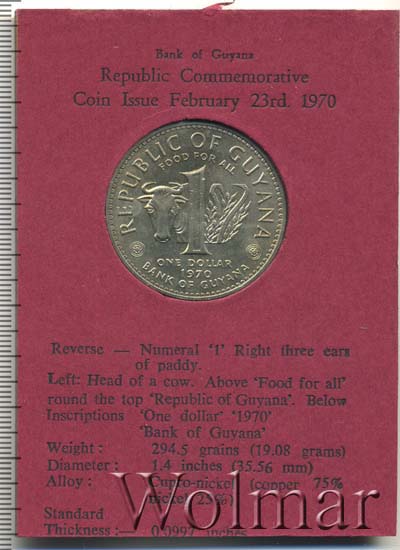 Bank of Guyana
Republic Commemorative
Coin Issue February 23rd. 1970
REPUBLIC OF GUYANA
FOOD FOR ALL
1
ONE DOLLAR
1970
BANK OF GUYANA
Reverse — Numeral '1' Right three ears
of paddy.
Left: Head of a cow. Above 'Food for all'
round the top 'Republic of Guyana'. Below
Inscriptions 'One dollar' '1970'
'Bank of Guyana'
Weight : 294.5 grains (19.08 grams)
Diameter : 1.4 inches (35.56 mm)
Alloy : Cupro-nickel (copper 75%
nickel 25%)
Standard
Thickness :— 0.0997 inches
Wolmar